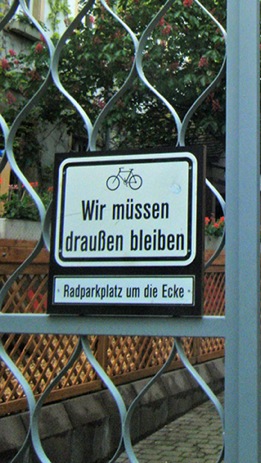 Wir müssen
draußen bleiben
Radparkplatz um die Ecke